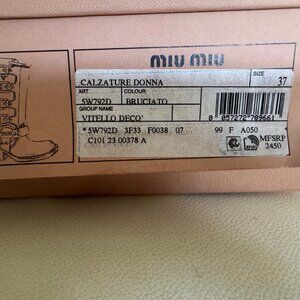 miu miu
CALZATURE DONNA
SIZE
37
ART.
COLOUR
5W792D
BRUCIATO
GROUP NAME
VITELLO DECO'
8 057272 789661
*5W792D 3F33 F0038 07 99 F A050
C101 23 00378 A
MFSRP
2450